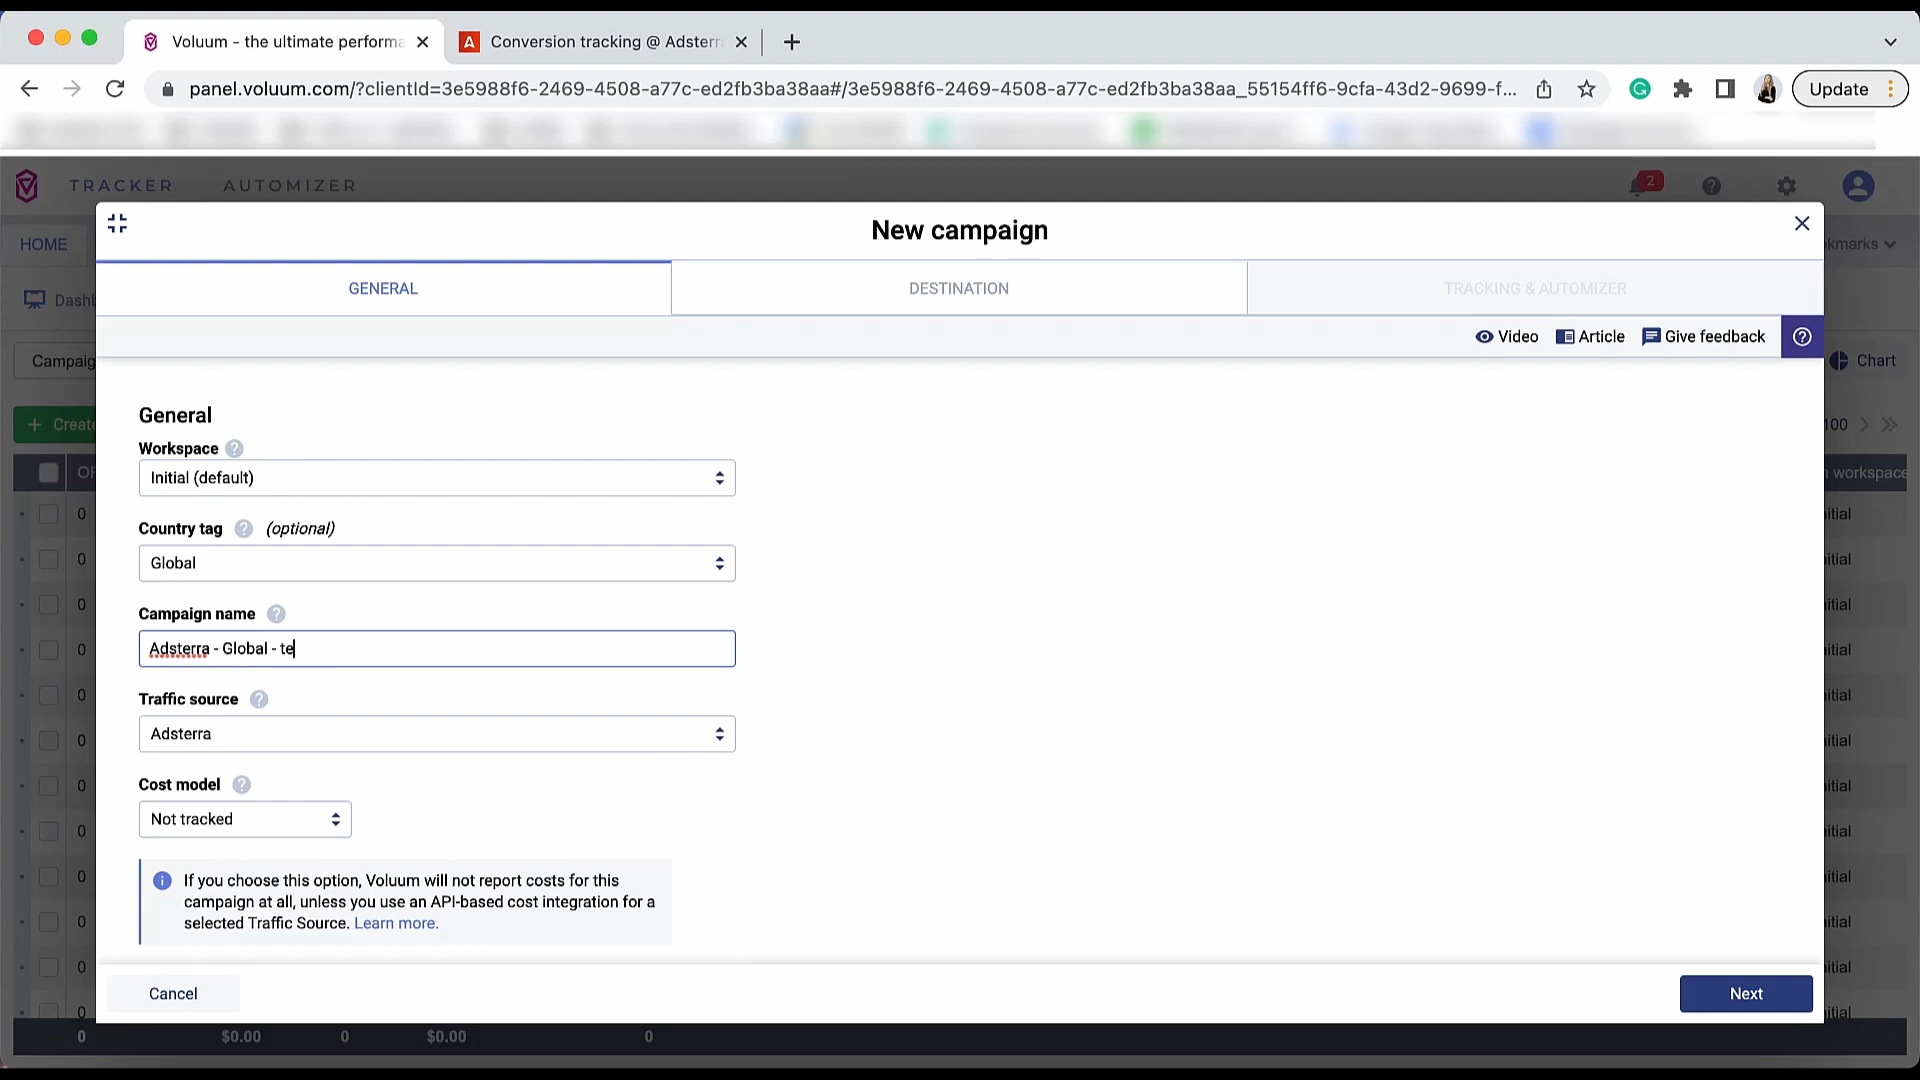 Voluum - the ultimate performa
Conversion tracking @ Adsterr
panel.voluum.com/?clientId=3e5988f6-2469-4508-a77c-ed2fb3ba38aa#/3e5988f6-2469-4508-a77c-ed2fb3ba38aa_55154ff6-9cfa-43d2-9699-f...
Update
TRACKER
AUTOMIZER
2
HOME
kmarks
New campaign
GENERAL
DESTINATION
TRACKING & AUTOMIZER
Dashb
Video
Article
Give feedback
Campaig
Chart
+ Create
100
General
Workspace
Initial (default)
workspace
Country tag (optional)
Global
Campaign name
Adsterra - Global - te
Traffic source
Adsterra
Cost model
Not tracked
If you choose this option, Voluum will not report costs for this
campaign at all, unless you use an API-based cost integration for a
selected Traffic Source. Learn more.
0 itial
0 itial
0 itial
0 itial
0 itial
0 itial
0 itial
0 itial
0 itial
0 itial
0 itial
0 itial
Cancel
Next
0 $0.00 0 $0.00 0